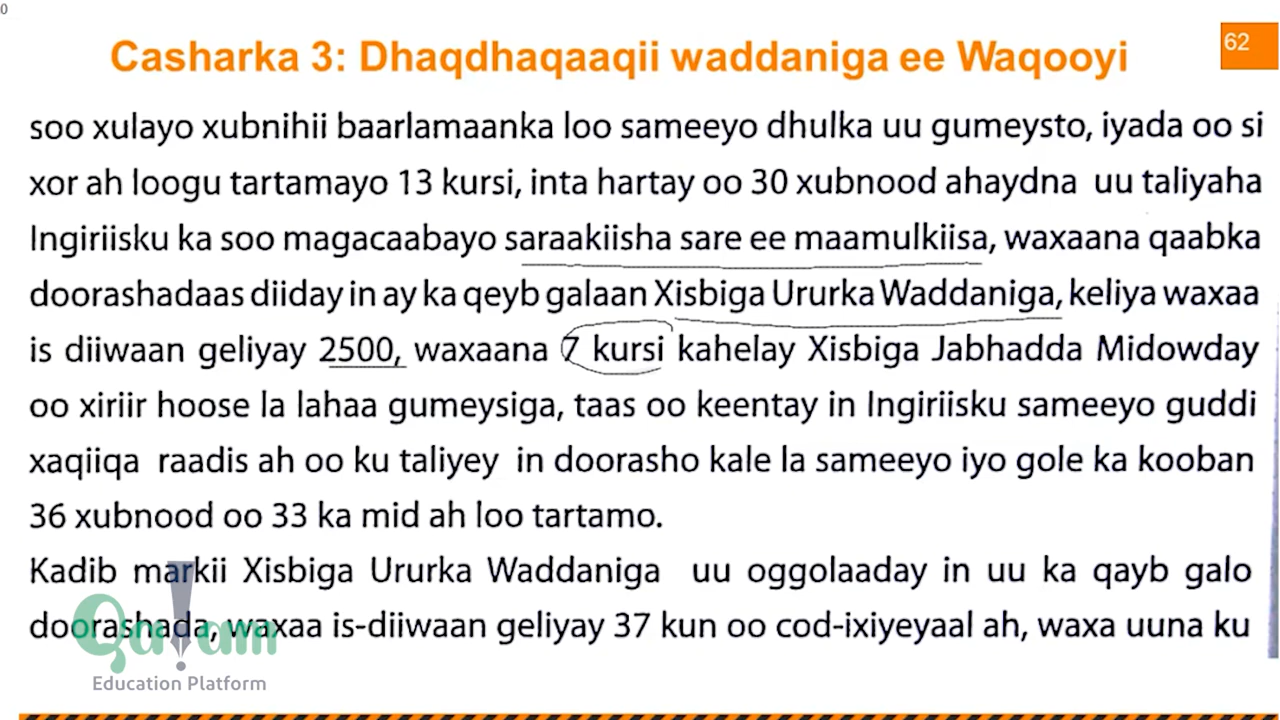 0
Casharka 3: Dhaqdhaqaaqii waddaniga ee Waqooyi
62
soo xulayo xubnihii baarlamaanka loo sameeyo dhulka uu gumeysto, iyada oo si
xor ah loogu tartamayo 13 kursi, inta hartay oo 30 xubnood ahaydna uu taliyaha
Ingiriisku ka soo magacaabayo saraakiisha sare ee maamulkiisa, waxaana qaabka
doorashadaas diiday in ay ka qeyb galaan Xisbiga Ururka Waddaniga, keliya waxaa
is diiwaan geliyay 2500, waxaana 7 kursi kahelay Xisbiga Jabhadda Midowday
oo xiriir hoose la lahaa gumeysiga, taas oo keentay in Ingiriisku sameeyo guddi
xaqiiqa raadis ah oo ku taliyey in doorasho kale la sameeyo iyo gole ka kooban
36 xubnood oo 33 ka mid ah loo tartamo.
Kadib markii Xisbiga Ururka Waddaniga uu oggolaaday in uu ka qayb galo
doorashada, waxaa is-diiwaan geliyay 37 kun oo cod-ixiyeyaal ah, waxa uuna ku
Qalam
Education Platform